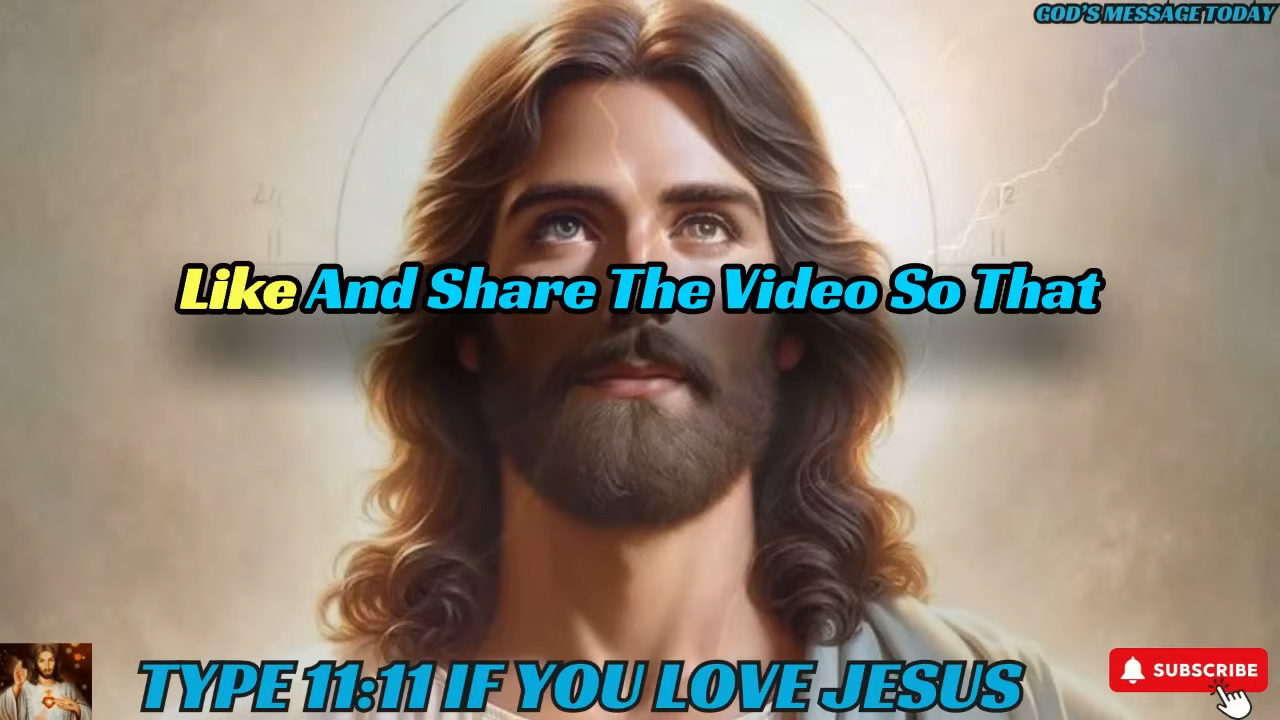 GOD'S MESSAGE TODAY
Like And Share The Video So That
TYPE 11:11 IF YOU LOVE JESUS
SUBSCRIBE